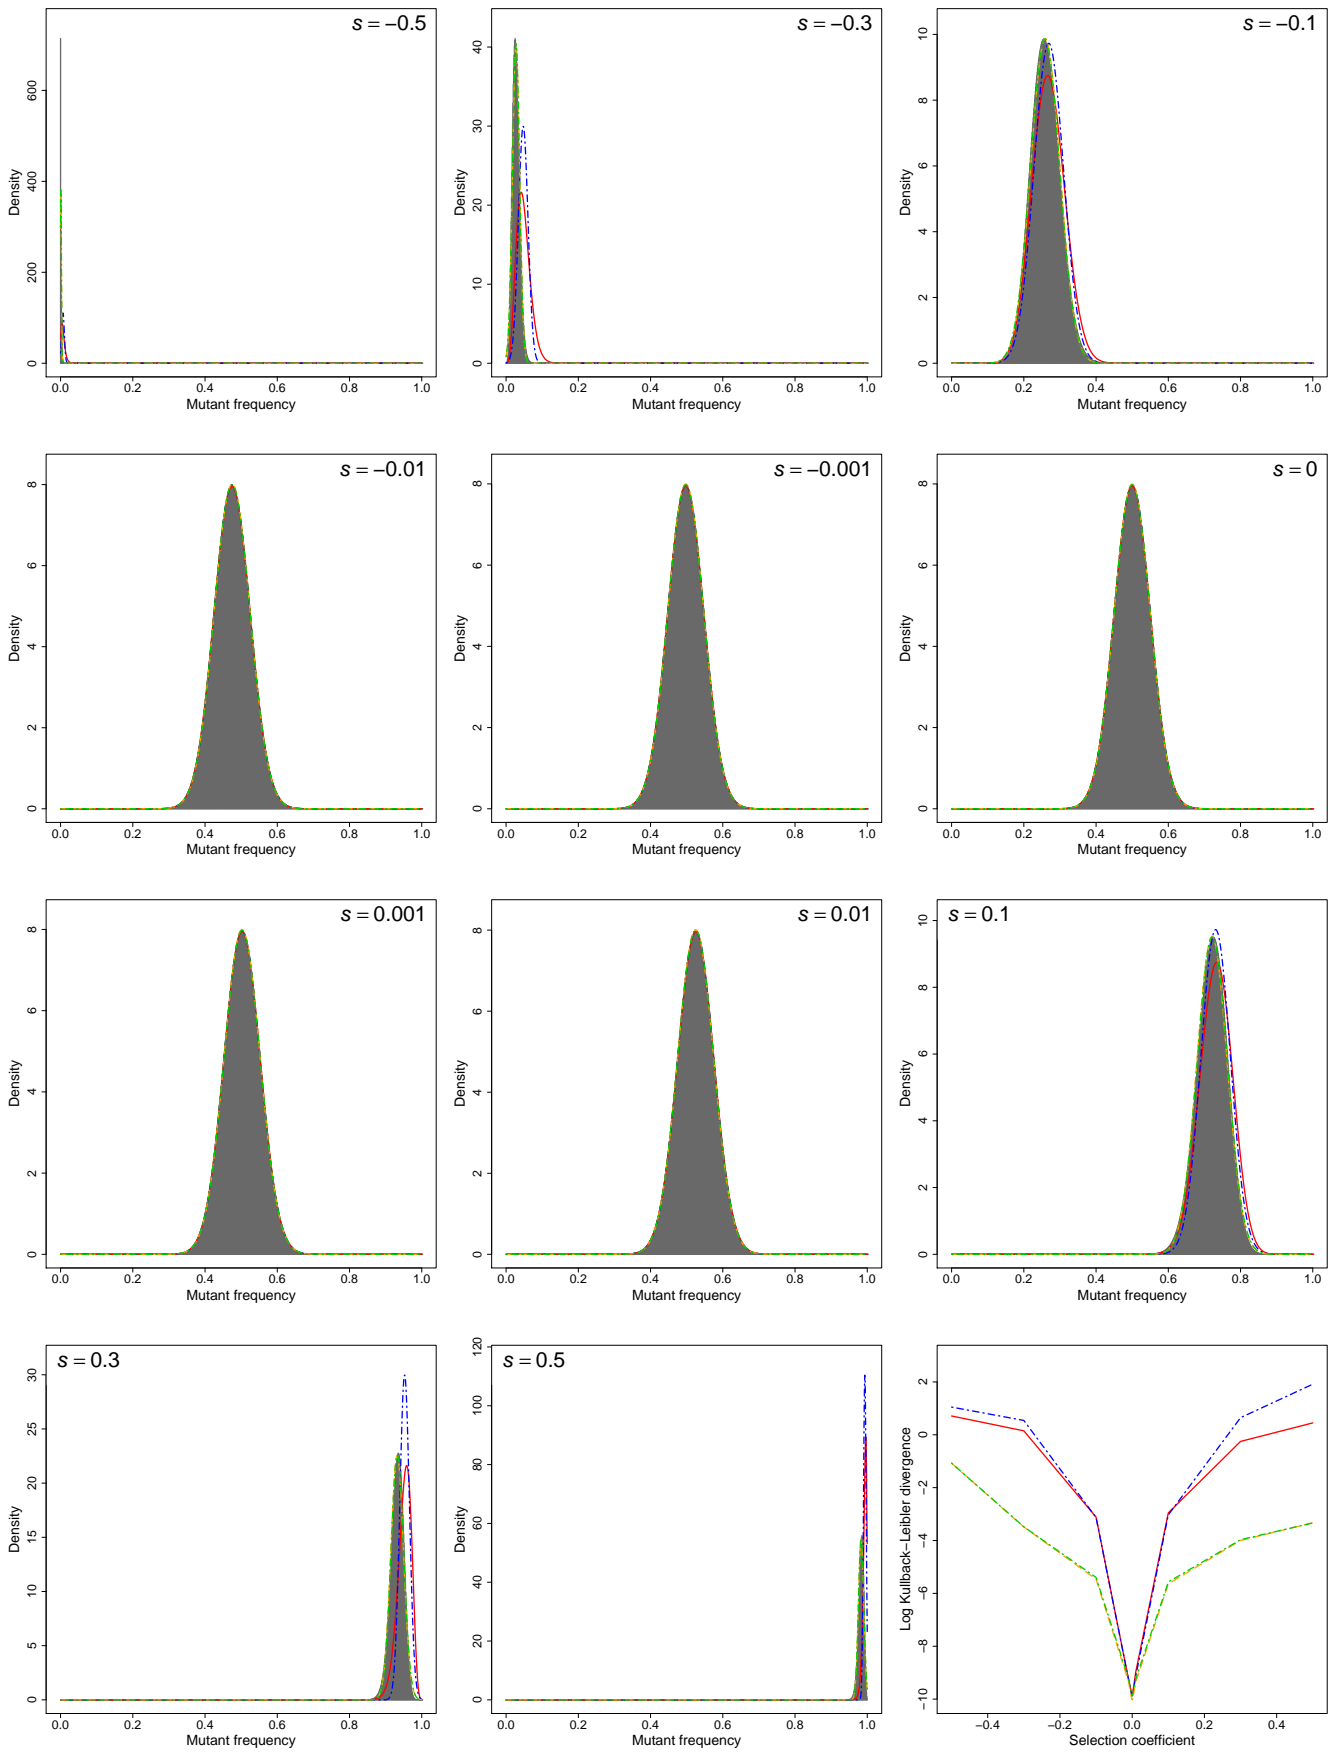 s = −0.5
Density
0 200 400 600
0.0 0.2 0.4 0.6 0.8 1.0
Mutant frequency
s = −0.3
Density
0 10 20 30 40
0.0 0.2 0.4 0.6 0.8 1.0
Mutant frequency
s = −0.1
Density
0 2 4 6 8 10
0.0 0.2 0.4 0.6 0.8 1.0
Mutant frequency
s = −0.01
Density
0 2 4 6 8
0.0 0.2 0.4 0.6 0.8 1.0
Mutant frequency
s = −0.001
Density
0 2 4 6 8
0.0 0.2 0.4 0.6 0.8 1.0
Mutant frequency
s = 0
Density
0 2 4 6 8
0.0 0.2 0.4 0.6 0.8 1.0
Mutant frequency
s = 0.001
Density
0 2 4 6 8
0.0 0.2 0.4 0.6 0.8 1.0
Mutant frequency
s = 0.01
Density
0 2 4 6 8
0.0 0.2 0.4 0.6 0.8 1.0
Mutant frequency
s = 0.1
Density
0 2 4 6 8 10
0.0 0.2 0.4 0.6 0.8 1.0
Mutant frequency
s = 0.3
Density
0 5 10 15 20 25 30
0.0 0.2 0.4 0.6 0.8 1.0
Mutant frequency
s = 0.5
Density
0 20 40 60 80 100 120
0.0 0.2 0.4 0.6 0.8 1.0
Mutant frequency
Log Kullback−Leibler divergence
−10 −8 −6 −4 −2 0 2
−0.4 −0.2 0.0 0.2 0.4
Selection coefficient